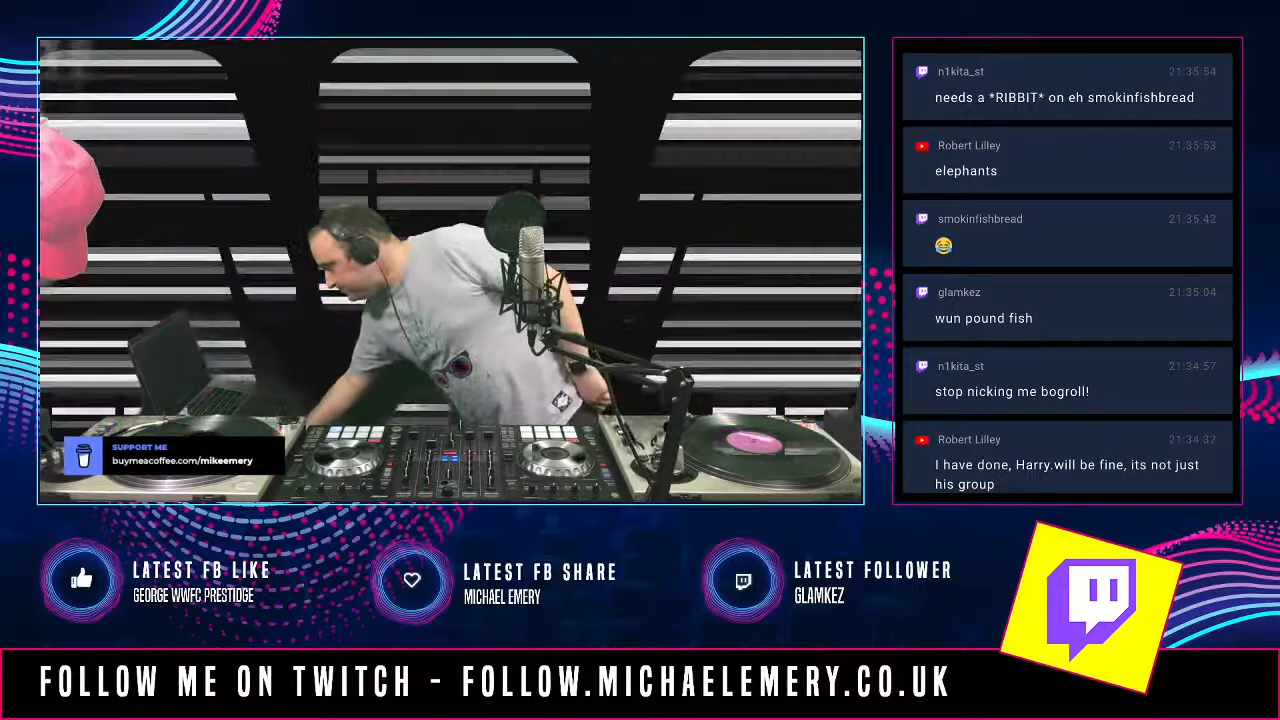 n1kita_st 21:35:54
needs a *RIBBIT* on eh smokinfishbread
Robert Lilley 21:35:53
elephants
smokinfishbread 21:35:42
😂
glamkez 21:35:04
wun pound fish
n1kita_st 21:34:57
stop nicking me bogroll!
Robert Lilley 21:34:32
I have done, Harry.will be fine, its not just
his group
SUPPORT ME
buymeacoffee.com/mikeemery
LATEST FB LIKE
GEORGE WWFC PRESTIDGE
LATEST FB SHARE
MICHAEL EMERY
LATEST FOLLOWER
GLAMKEZ
FOLLOW ME ON TWITCH - FOLLOW.MICHAELEMERY.CO.UK